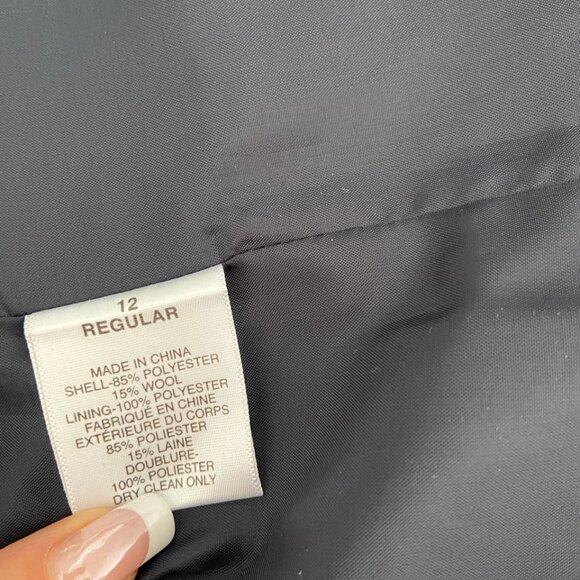 12
REGULAR
MADE IN CHINA
SHELL-85% POLYESTER
15% WOOL
LINING-100% POLYESTER
FABRIQUÉ EN CHINE
EXTÉRIEURE DU CORPS
85% POLIESTER
15% LAINE
DOUBLURE-
100% POLIESTER
DRY CLEAN ONLY